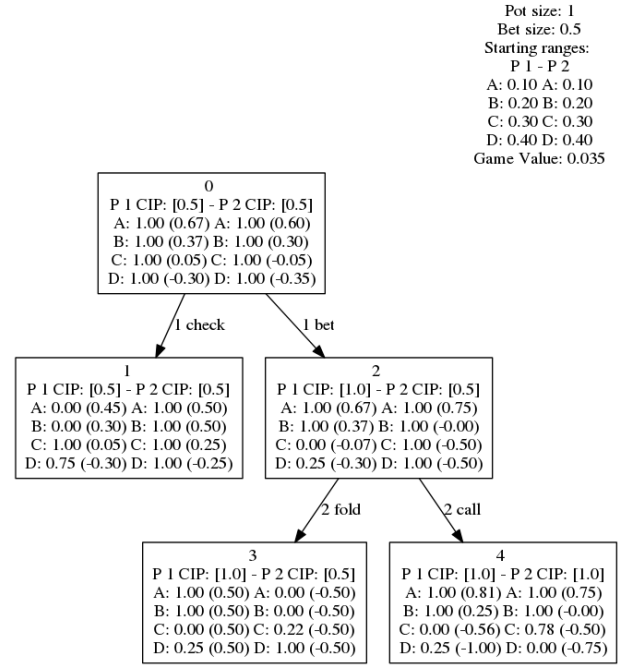 Pot size: 1
Bet size: 0.5
Starting ranges:
P 1 - P 2
A: 0.10 A: 0.10
B: 0.20 B: 0.20
C: 0.30 C: 0.30
D: 0.40 D: 0.40
Game Value: 0.035
0
P 1 CIP: [0.5] - P 2 CIP: [0.5]
A: 1.00 (0.67) A: 1.00 (0.60)
B: 1.00 (0.37) B: 1.00 (0.30)
C: 1.00 (0.05) C: 1.00 (-0.05)
D: 1.00 (-0.30) D: 1.00 (-0.35)
1 check
1 bet
1
P 1 CIP: [0.5] - P 2 CIP: [0.5]
A: 0.00 (0.45) A: 1.00 (0.50)
B: 0.00 (0.30) B: 1.00 (0.50)
C: 1.00 (0.05) C: 1.00 (0.25)
D: 0.75 (-0.30) D: 1.00 (-0.25)
2
P 1 CIP: [1.0] - P 2 CIP: [0.5]
A: 1.00 (0.67) A: 1.00 (0.75)
B: 1.00 (0.37) B: 1.00 (-0.00)
C: 0.00 (-0.07) C: 1.00 (-0.50)
D: 0.25 (-0.30) D: 1.00 (-0.50)
2 fold
2 call
3
P 1 CIP: [1.0] - P 2 CIP: [0.5]
A: 1.00 (0.50) A: 0.00 (-0.50)
B: 1.00 (0.50) B: 0.00 (-0.50)
C: 0.00 (0.50) C: 0.22 (-0.50)
D: 0.25 (0.50) D: 1.00 (-0.50)
4
P 1 CIP: [1.0] - P 2 CIP: [1.0]
A: 1.00 (0.81) A: 1.00 (0.75)
B: 1.00 (0.25) B: 1.00 (-0.00)
C: 0.00 (-0.56) C: 0.78 (-0.50)
D: 0.25 (-1.00) D: 0.00 (-0.75)